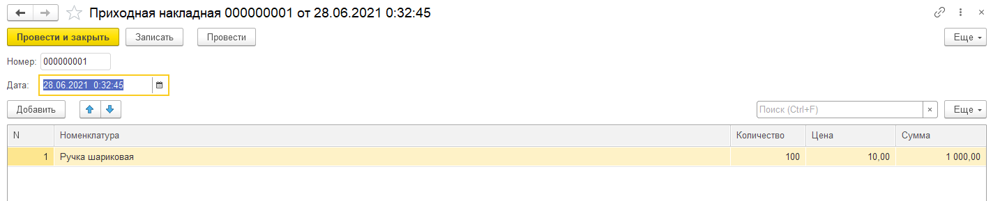 Приходная накладная 000000001 от 28.06.2021 0:32:45
Провести и закрыть Записать Провести Еще
Номер: 000000001
Дата: 28.06.2021 0:32:45
Добавить Поиск (Ctrl+F) × Еще
N Номенклатура Количество Цена Сумма
1 Ручка шариковая 100 10,00 1 000,00